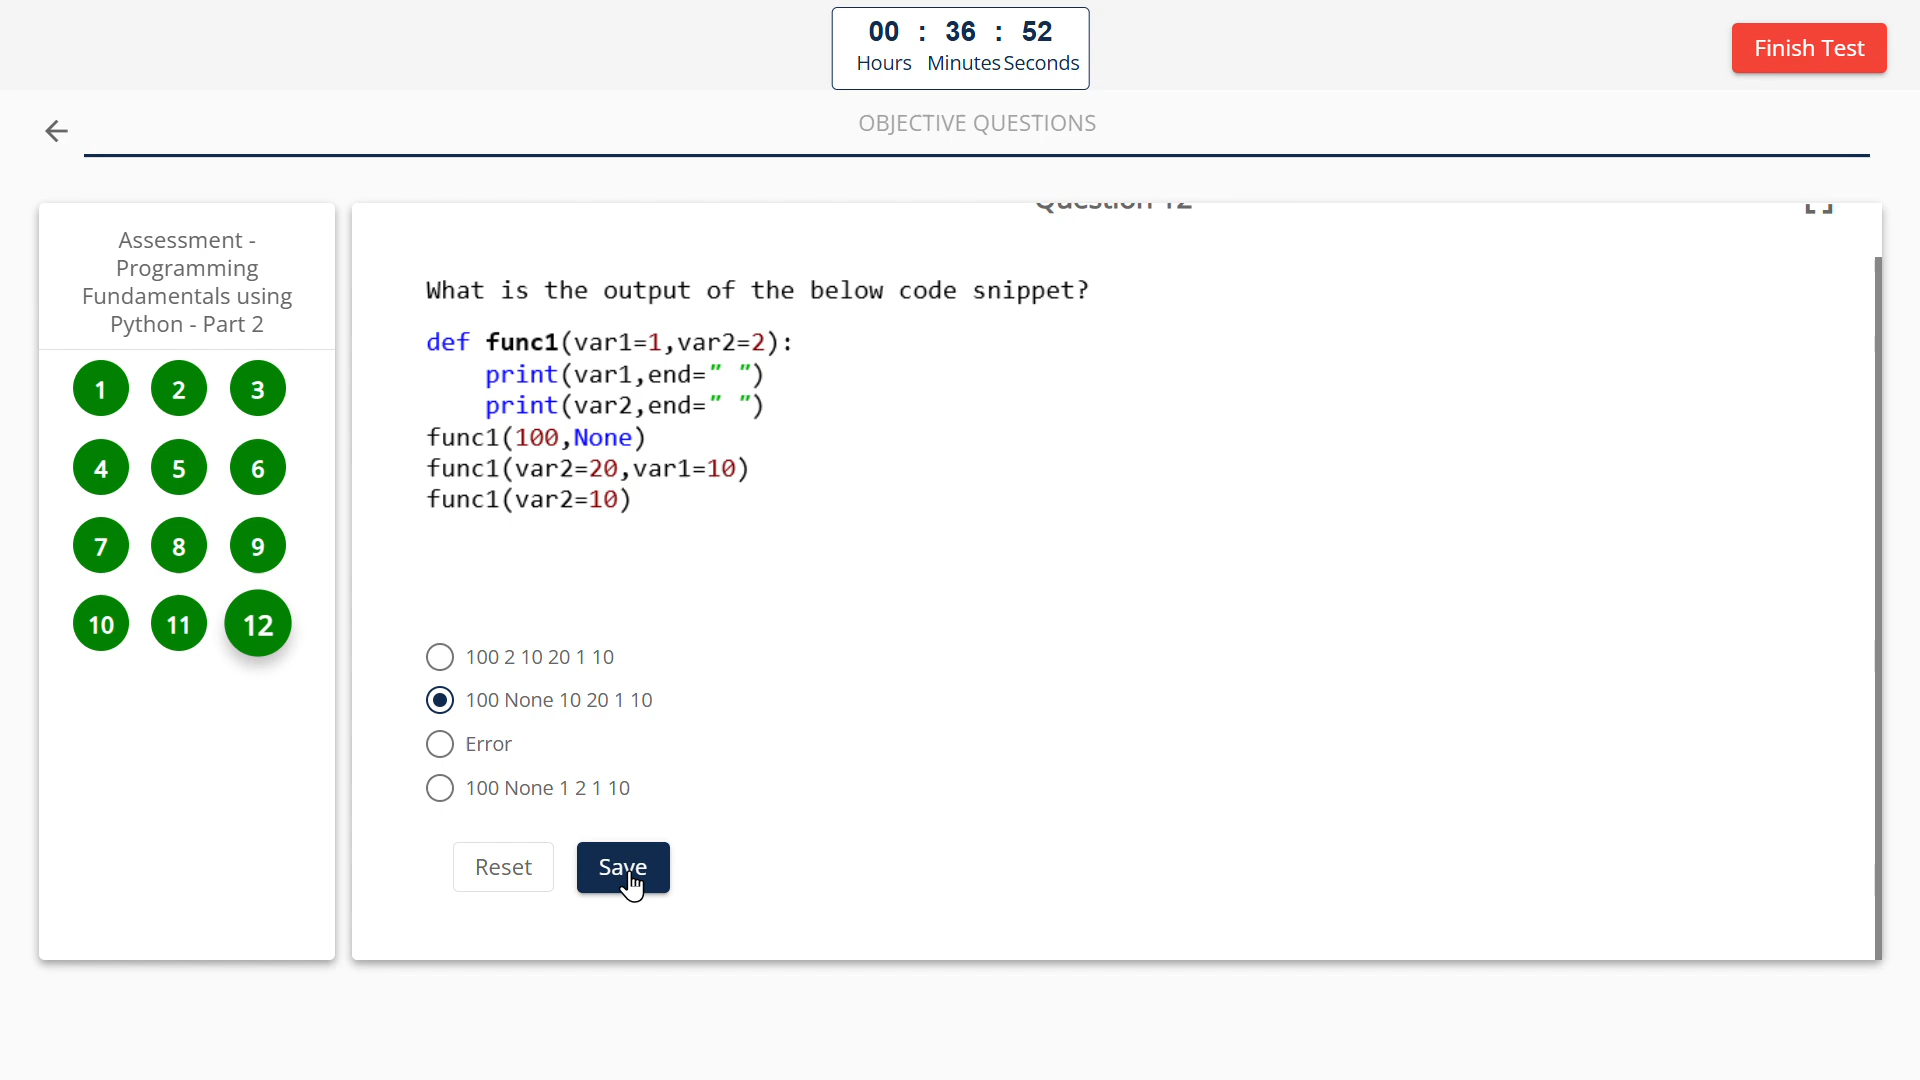 00 : 36 : 52
Hours Minutes Seconds
Finish Test
OBJECTIVE QUESTIONS
Assessment -
Programming
Fundamentals using
Python - Part 2
1 2 3
4 5 6
7 8 9
10 11 12
Question 12
What is the output of the below code snippet?
def func1(var1=1,var2=2):
    print(var1,end=" ")
    print(var2,end=" ")
func1(100,None)
func1(var2=20,var1=10)
func1(var2=10)
100 2 10 20 1 10
100 None 10 20 1 10
Error
100 None 1 2 1 10
Reset
Save